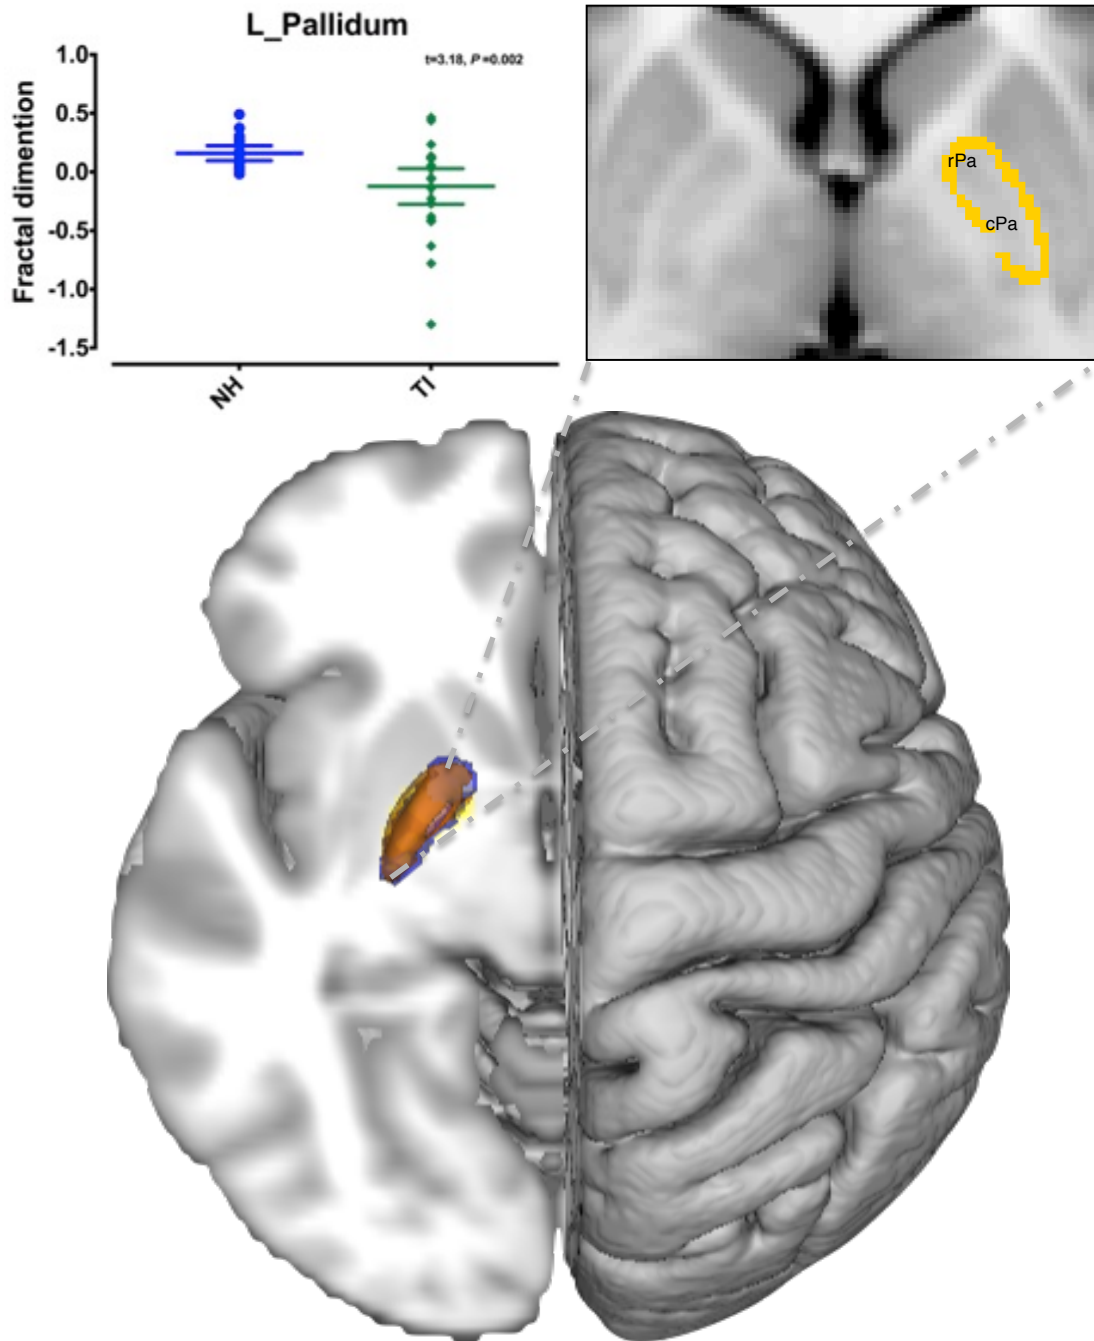 L_Pallidum
t=3.18, P=0.002
Fractal dimention
1.0
0.5
0.0
-0.5
-1.0
-1.5
NH
TI
rPa
cPa